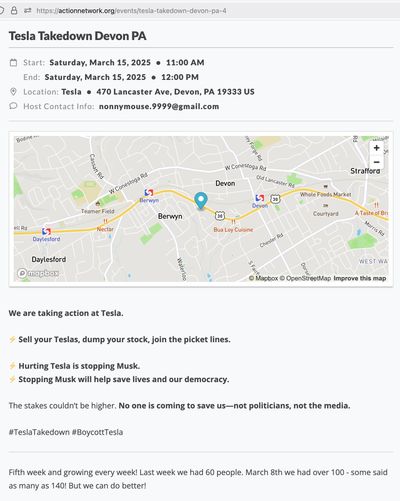 https://actionnetwork.org/events/tesla-takedown-devon-pa-4
Tesla Takedown Devon PA
Start: Saturday, March 15, 2025 • 11:00 AM
End: Saturday, March 15, 2025 • 12:00 PM
Location: Tesla • 470 Lancaster Ave, Devon, PA 19333 US
Host Contact Info: nonnymouse.9999@gmail.com
Cassatt Rd
W Conestoga Rd
W Conestoga Rd
Old Lancaster Rd
Strafford
Devon
Whole Foods Market
Teamer Field
Berwyn
Devon
30
Courtyard
Nectar
Berwyn
30
A Taste of Br
Bua Loy Cuisine
Daylesford
Chester Rd
Morris Rd
Daylesford
Waterloo
WEST WA
+
−
mapbox
© Mapbox © OpenStreetMap Improve this map
We are taking action at Tesla.
⚡ Sell your Teslas, dump your stock, join the picket lines.
⚡ Hurting Tesla is stopping Musk.
⚡ Stopping Musk will help save lives and our democracy.
The stakes couldn't be higher. No one is coming to save us—not politicians, not the media.
#TeslaTakedown #BoycottTesla
Fifth week and growing every week! Last week we had 60 people. March 8th we had over 100 - some said
as many as 140! But we can do better!